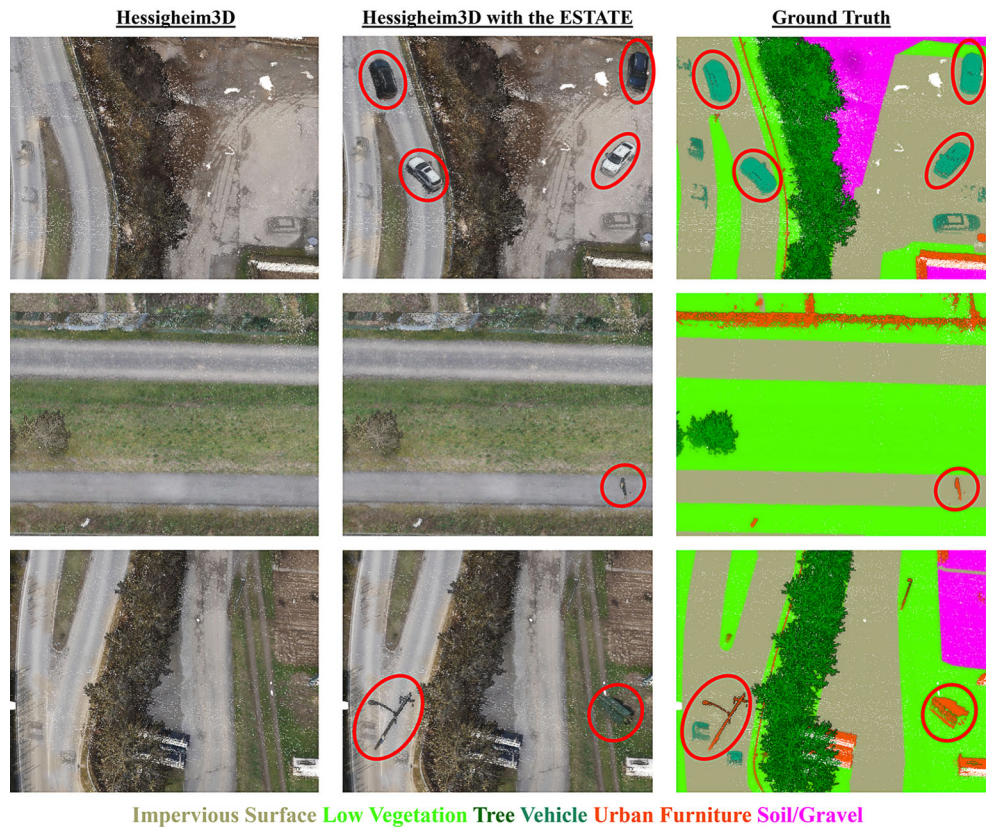 Hessigheim3D
Hessigheim3D with the ESTATE
Ground Truth
Impervious Surface Low Vegetation Tree Vehicle Urban Furniture Soil/Gravel